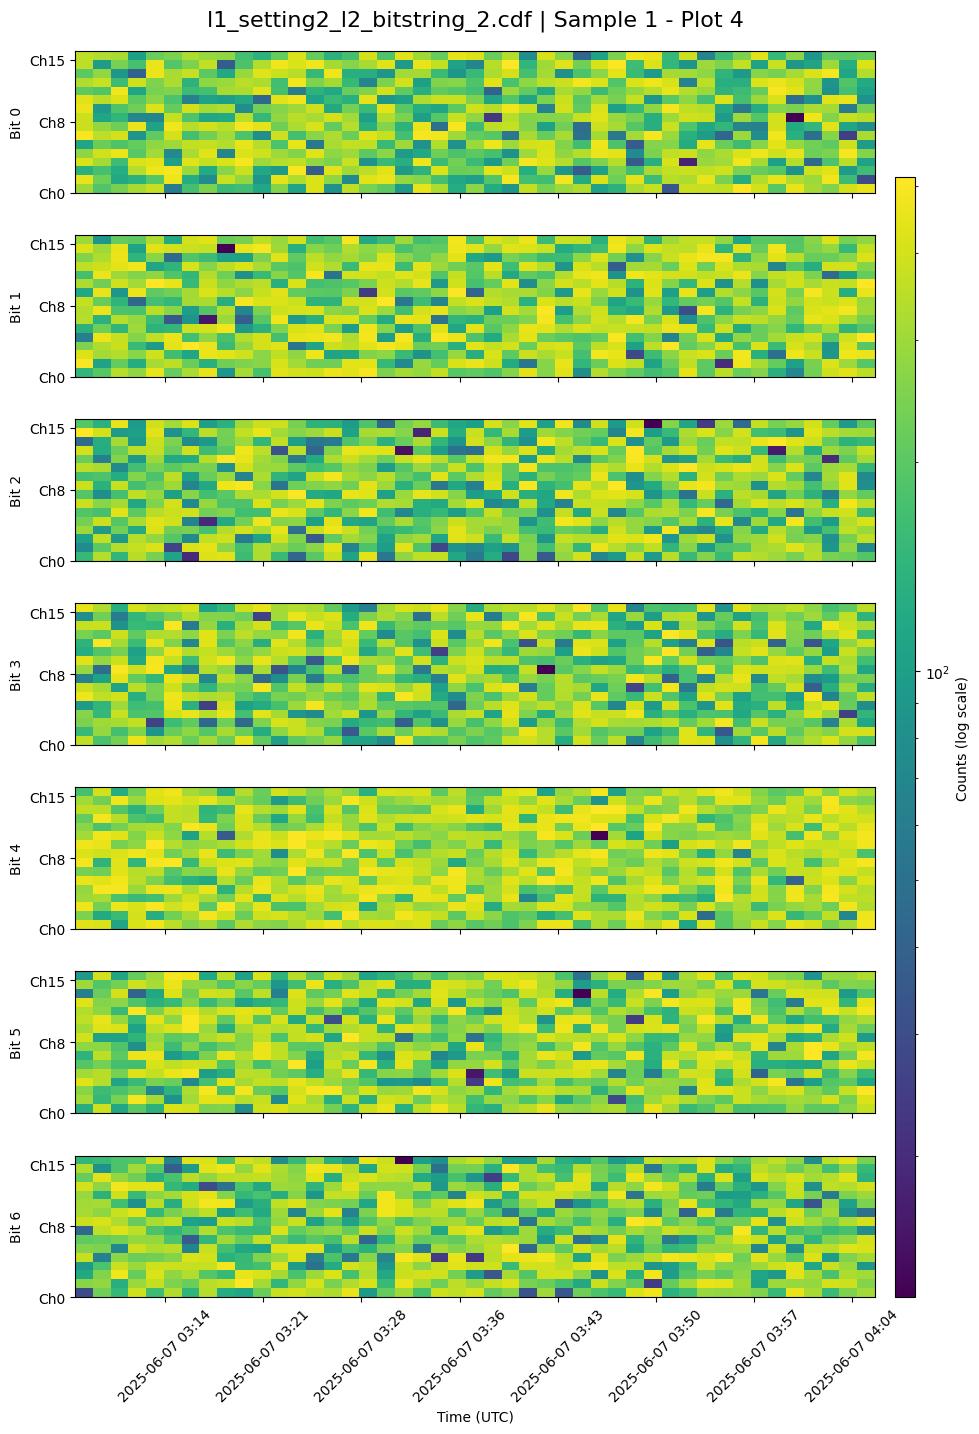 l1_setting2_l2_bitstring_2.cdf | Sample 1 - Plot 4
Ch15
Ch8
Ch0
Bit 0
Ch15
Ch8
Ch0
Bit 1
Ch15
Ch8
Ch0
Bit 2
Ch15
Ch8
Ch0
Bit 3
Ch15
Ch8
Ch0
Bit 4
Ch15
Ch8
Ch0
Bit 5
Ch15
Ch8
Ch0
Bit 6
2025-06-07 03:14
2025-06-07 03:21
2025-06-07 03:28
2025-06-07 03:36
2025-06-07 03:43
2025-06-07 03:50
2025-06-07 03:57
2025-06-07 04:04
Time (UTC)
10²
Counts (log scale)